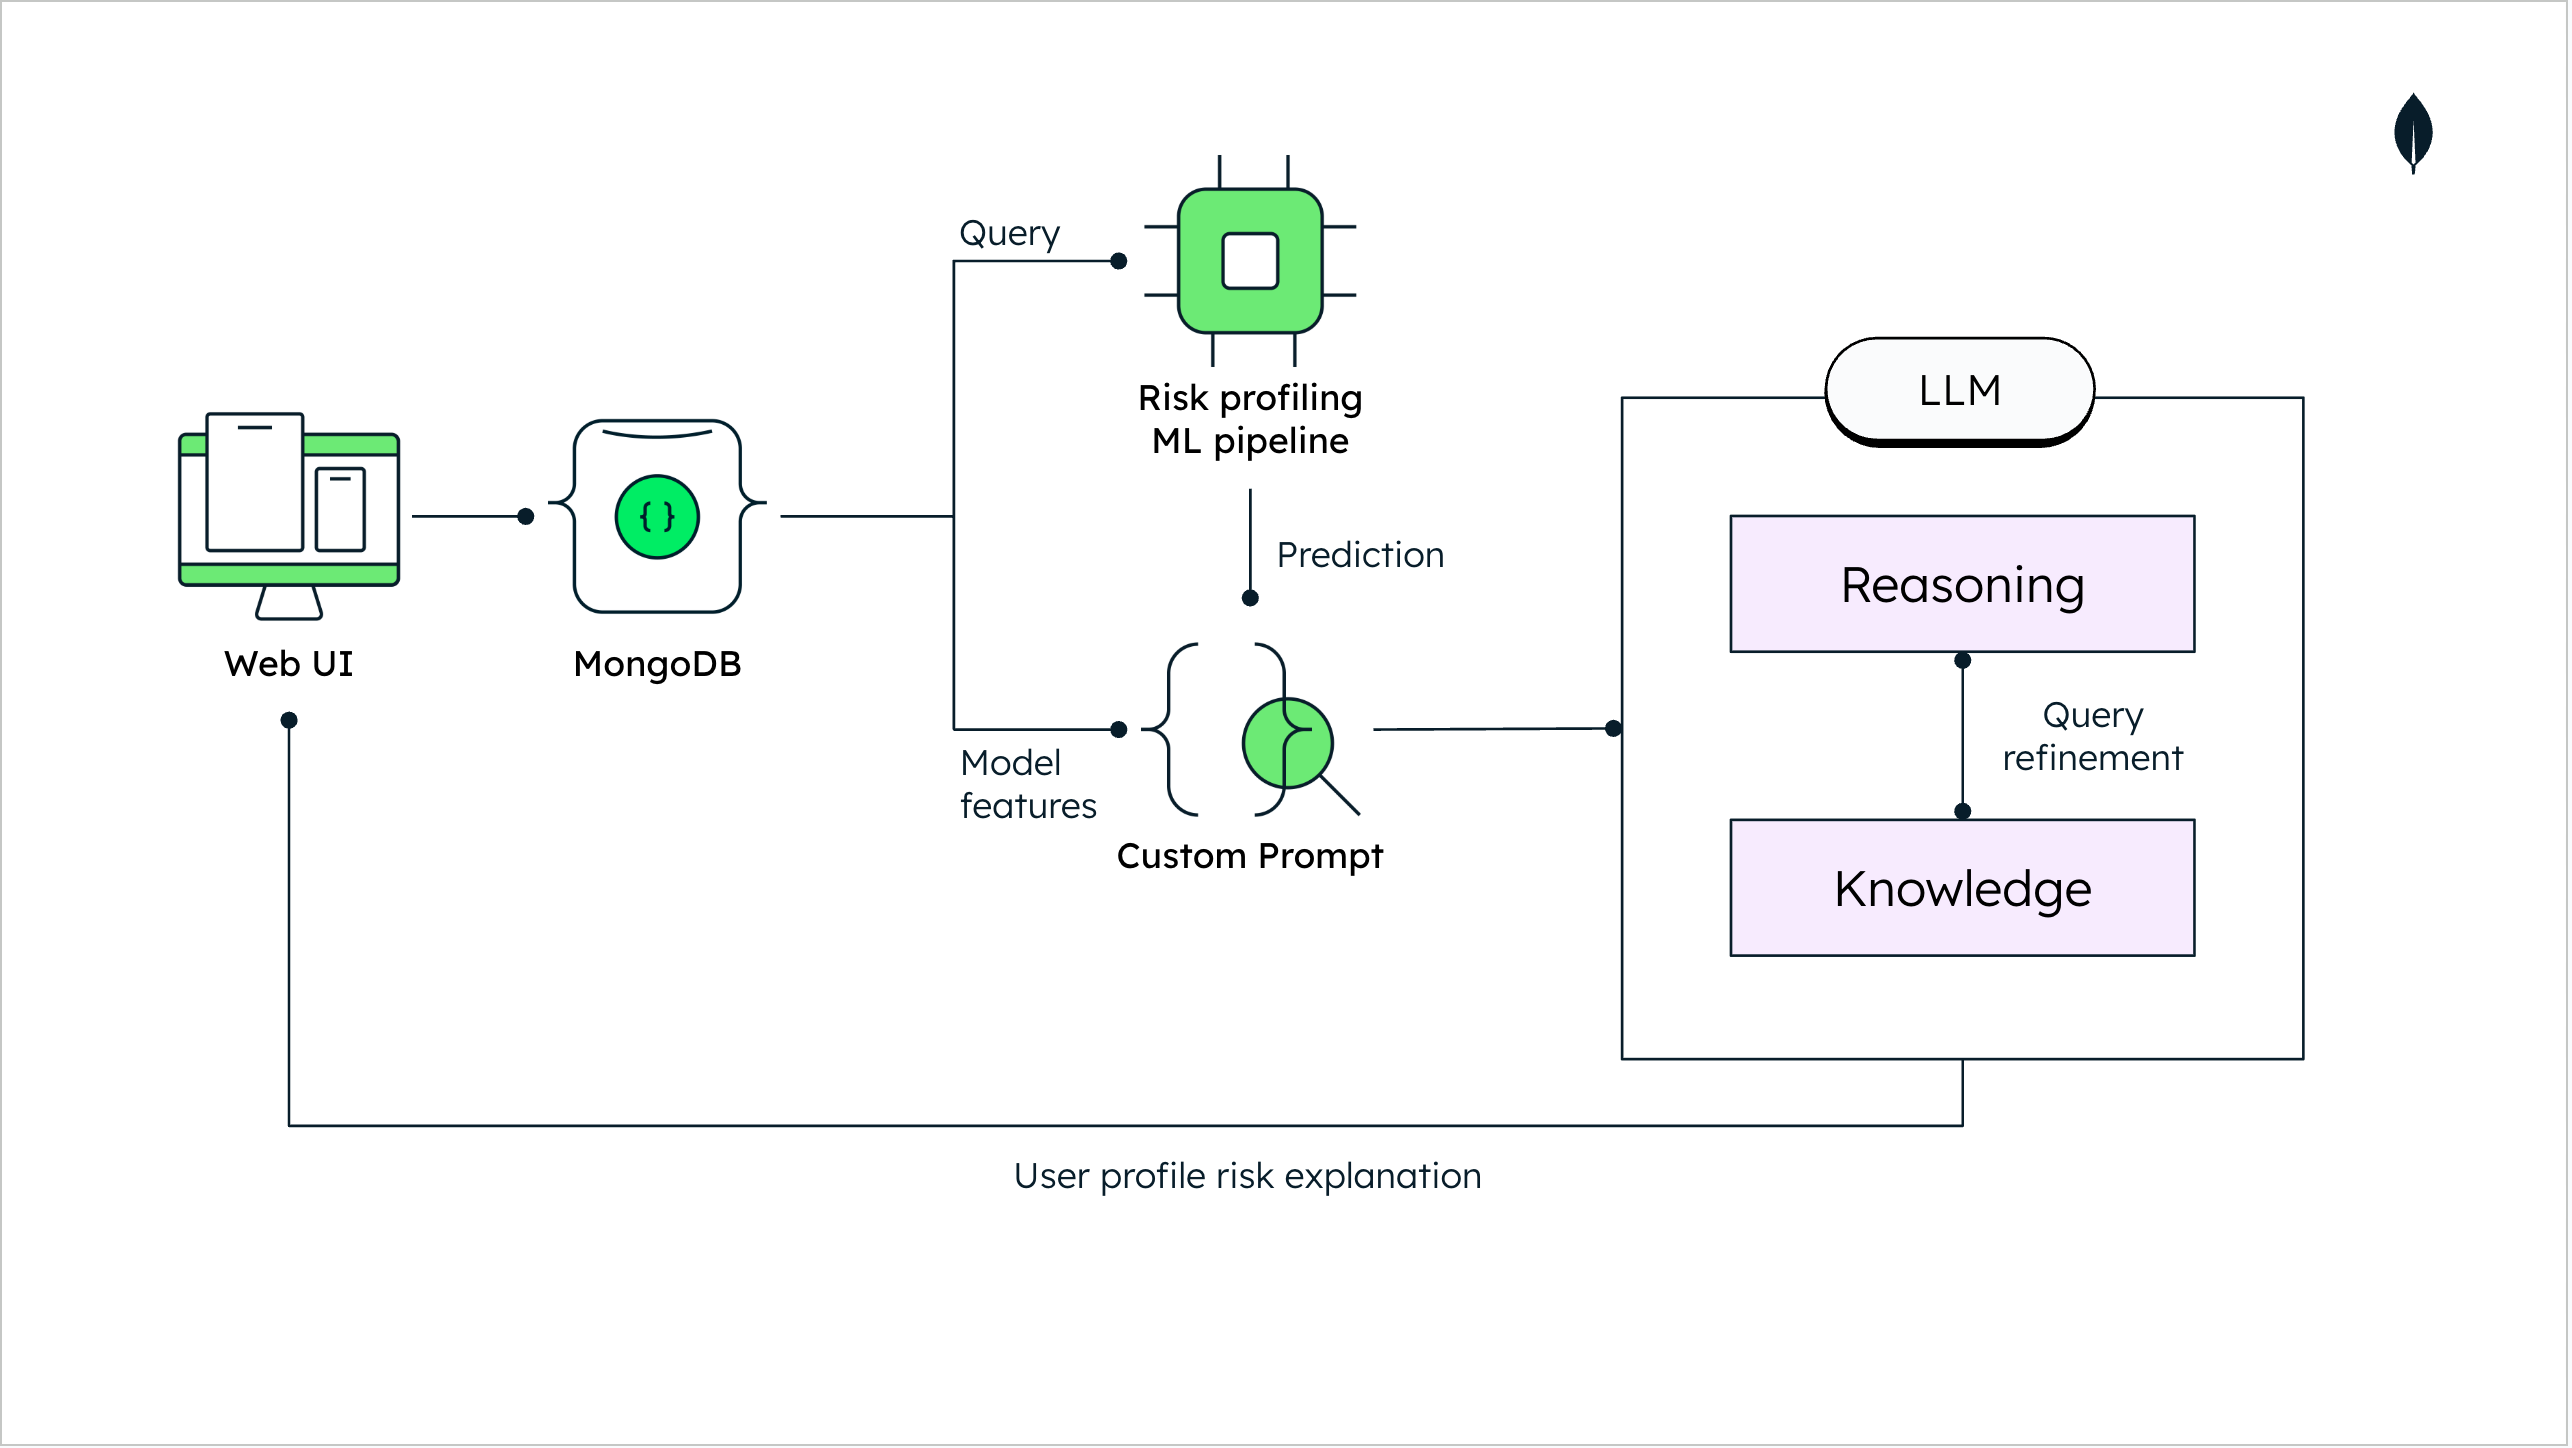 Query
Risk profiling
ML pipeline
LLM
Prediction
Reasoning
Web UI
MongoDB
{ }
Query
refinement
Model
features
Custom Prompt
Knowledge
User profile risk explanation